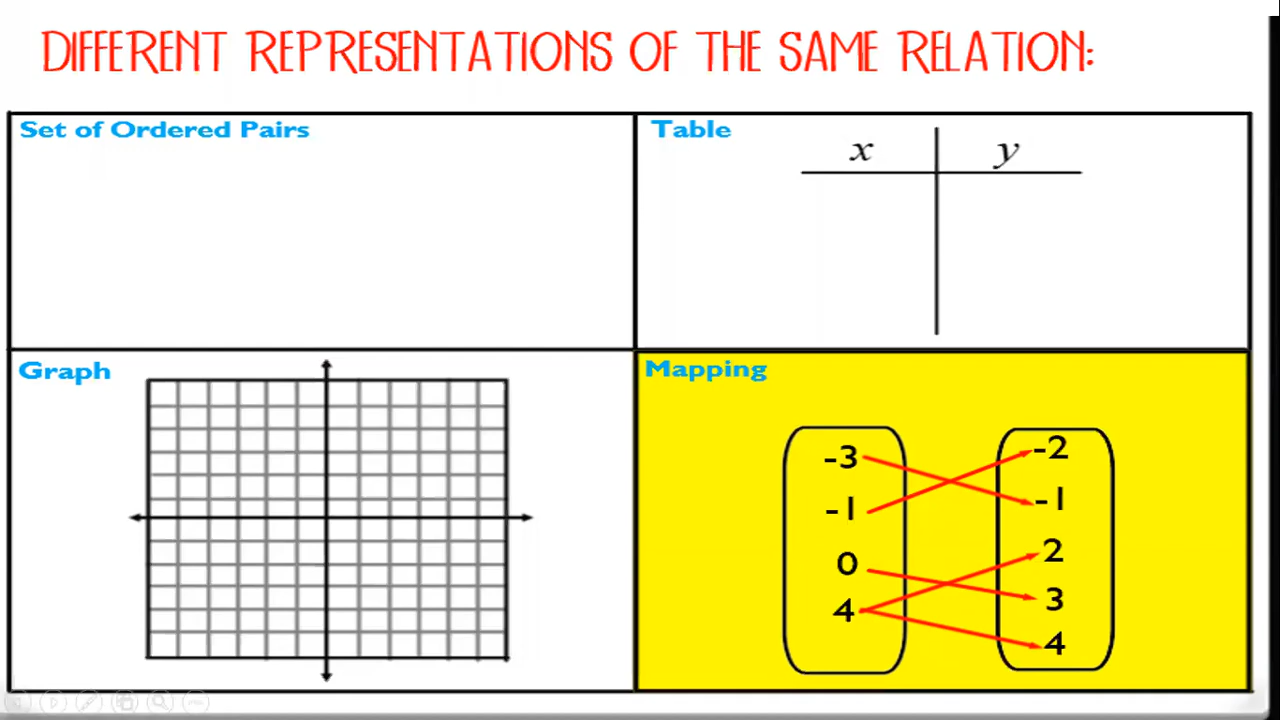 DIFFERENT REPRESENTATIONS OF THE SAME RELATION:
Set of Ordered Pairs
Table
x y
Graph
Mapping
-3 -2
-1 -1
0 2
4 3
4